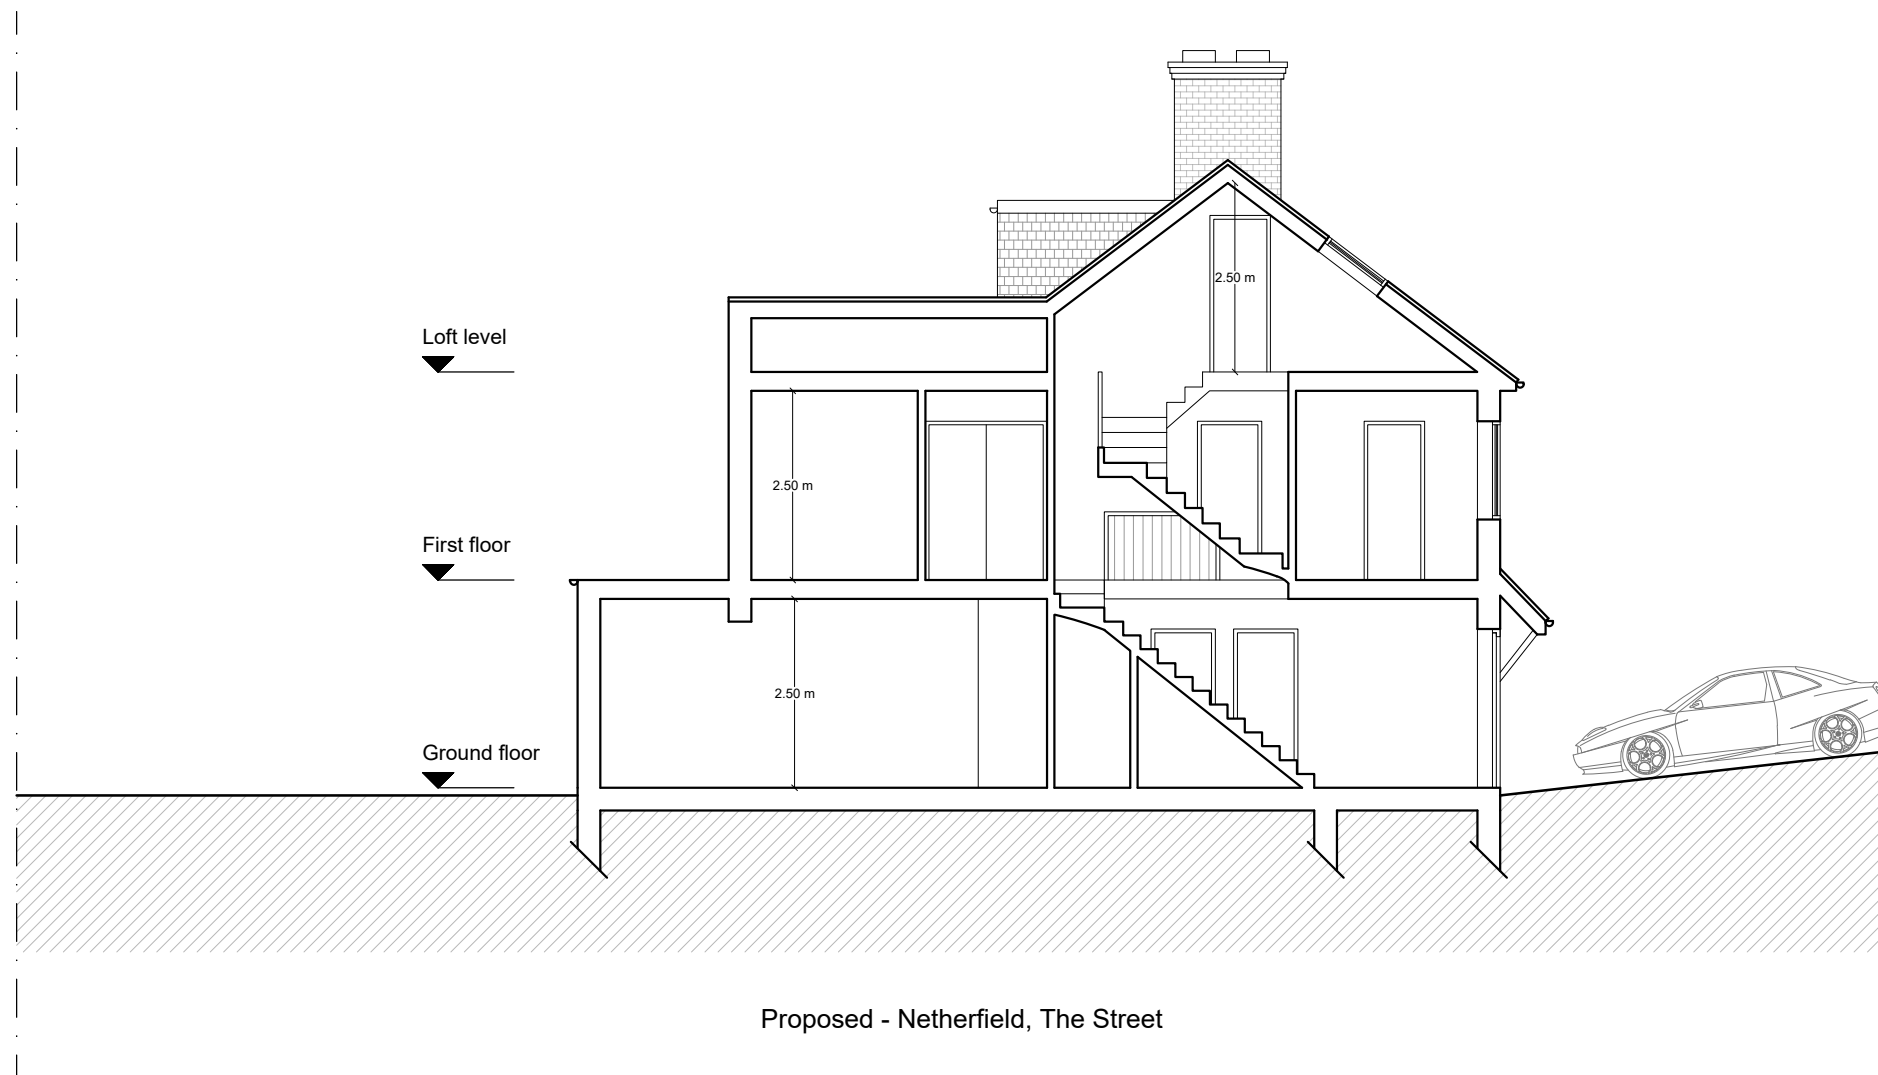 2.50 m
Loft level
2.50 m
First floor
2.50 m
Ground floor
Proposed - Netherfield, The Street